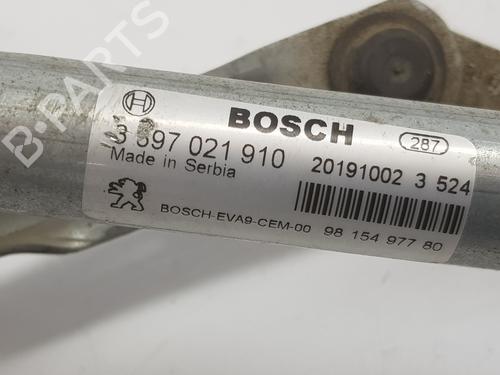 BOSCH
287
3 397 021 910
Made in Serbia
20191002 3 524
BOSCH-EVA9-CEM-00 98 154 977 80
B-PARTS